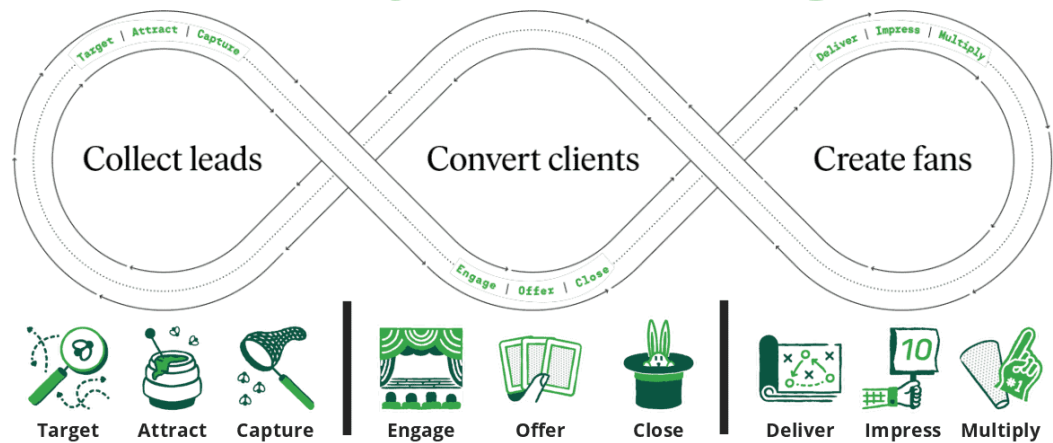 Target | Attract | Capture
Deliver | Impress | Multiply
Collect leads
Convert clients
Create fans
Engage | Offer | Close
10
#1
Target
Attract
Capture
Engage
Offer
Close
Deliver
Impress
Multiply